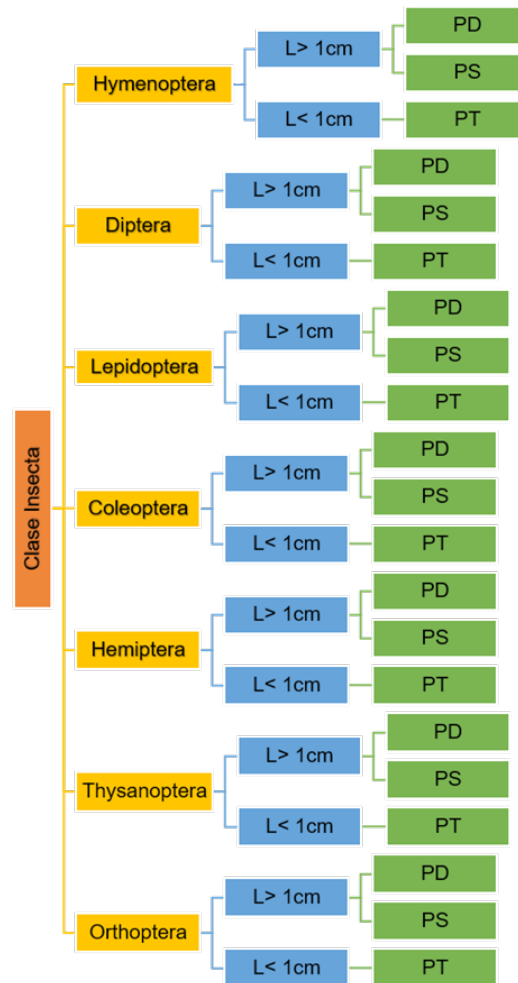 Clase Insecta
Hymenoptera
L> 1cm
PD
PS
L< 1cm
PT
Diptera
L> 1cm
PD
PS
L< 1cm
PT
Lepidoptera
L> 1cm
PD
PS
L< 1cm
PT
Coleoptera
L> 1cm
PD
PS
L< 1cm
PT
Hemiptera
L> 1cm
PD
PS
L< 1cm
PT
Thysanoptera
L> 1cm
PD
PS
L< 1cm
PT
Orthoptera
L> 1cm
PD
PS
L< 1cm
PT